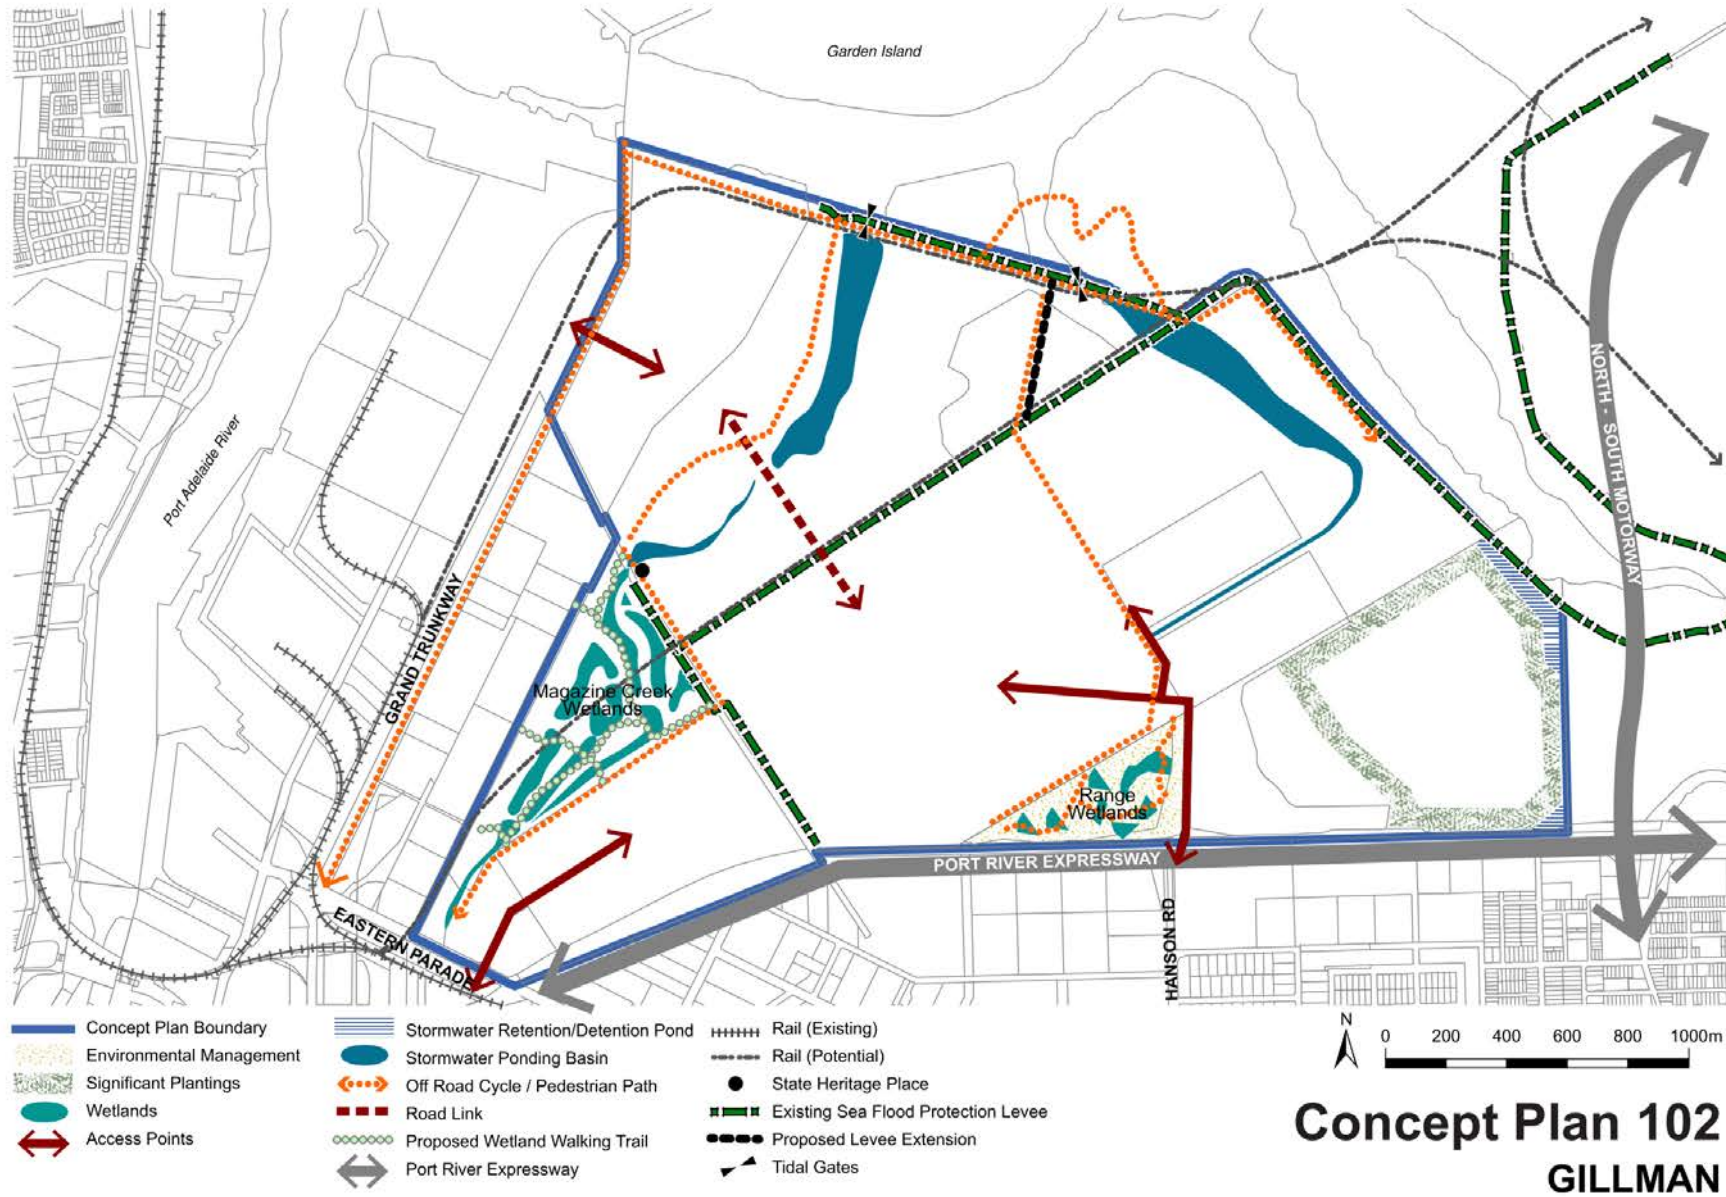 Garden Island
Port Adelaide River
GRAND TRUNKWAY
NORTH - SOUTH MOTORWAY
Magazine Creek
Wetlands
Range
Wetlands
PORT RIVER EXPRESSWAY
EASTERN PARADE
HANSON RD
Concept Plan Boundary
Environmental Management
Significant Plantings
Wetlands
Access Points
Stormwater Retention/Detention Pond
Stormwater Ponding Basin
Off Road Cycle / Pedestrian Path
Road Link
Proposed Wetland Walking Trail
Port River Expressway
Rail (Existing)
Rail (Potential)
State Heritage Place
Existing Sea Flood Protection Levee
Proposed Levee Extension
Tidal Gates
N
0 200 400 600 800 1000m
Concept Plan 102
GILLMAN